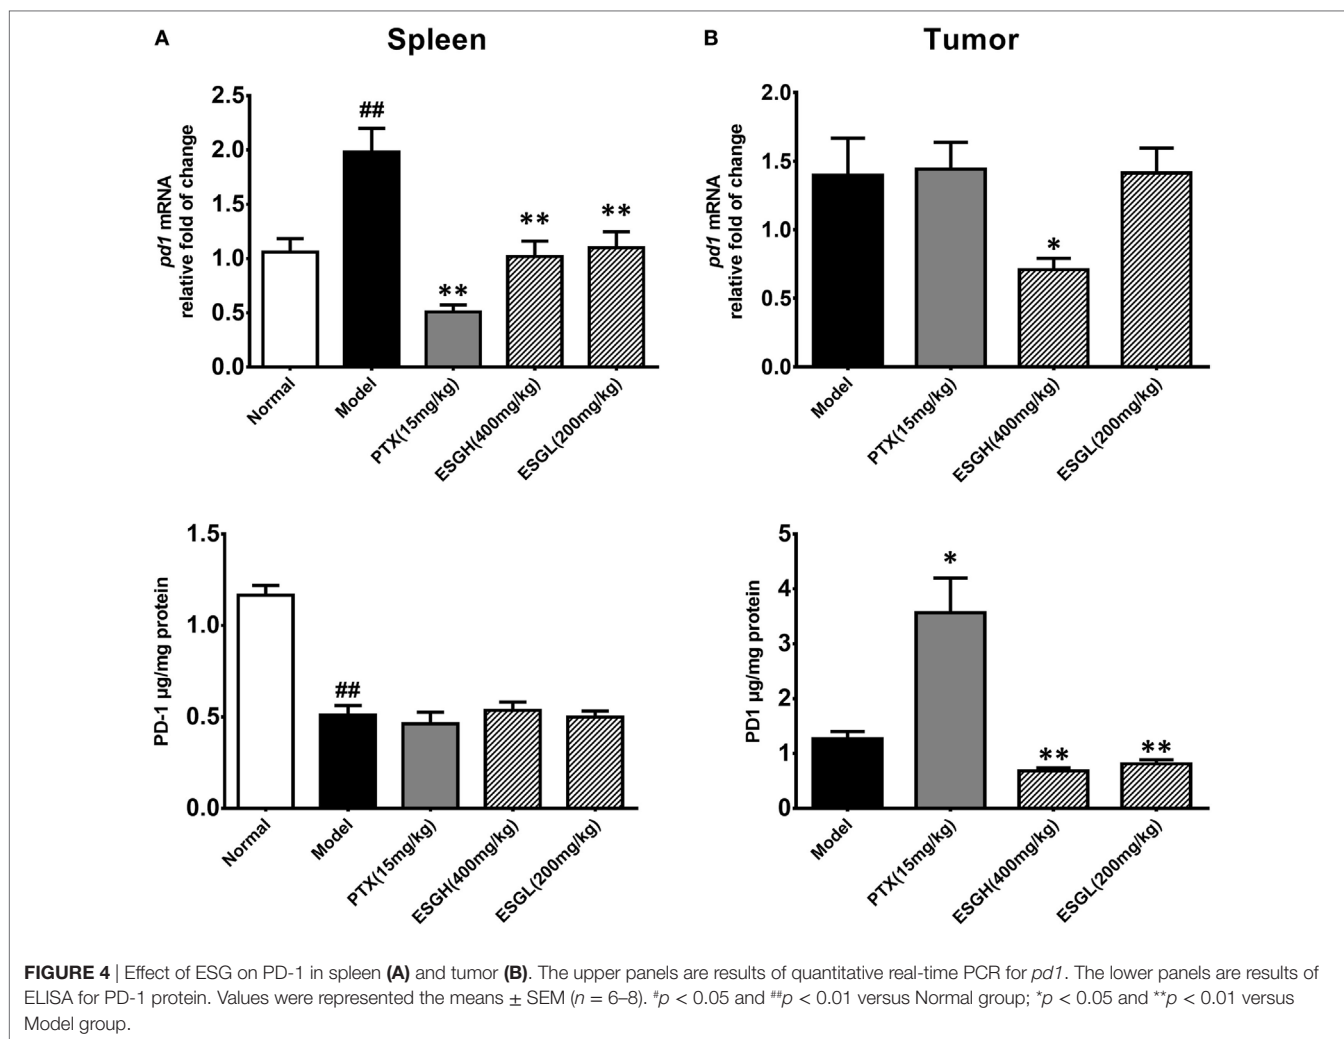 A Spleen
2.5
2.0
1.5
1.0
0.5
0.0
pd1 mRNA
relative fold of change
##
**
**
**
Normal
Model
PTX(15mg/kg)
ESGH(400mg/kg)
ESGL(200mg/kg)
B Tumor
2.0
1.5
1.0
0.5
0.0
pd1 mRNA
relative fold of change
*
Model
PTX(15mg/kg)
ESGH(400mg/kg)
ESGL(200mg/kg)
1.5
1.0
0.5
0.0
PD-1 µg/mg protein
##
Normal
Model
PTX(15mg/kg)
ESGH(400mg/kg)
ESGL(200mg/kg)
5
4
3
2
1
0
PD1 µg/mg protein
*
**
**
Model
PTX(15mg/kg)
ESGH(400mg/kg)
ESGL(200mg/kg)
FIGURE 4 | Effect of ESG on PD-1 in spleen (A) and tumor (B). The upper panels are results of quantitative real-time PCR for pd1. The lower panels are results of
ELISA for PD-1 protein. Values were represented the means ± SEM (n = 6–8). #p < 0.05 and ##p < 0.01 versus Normal group; *p < 0.05 and **p < 0.01 versus
Model group.